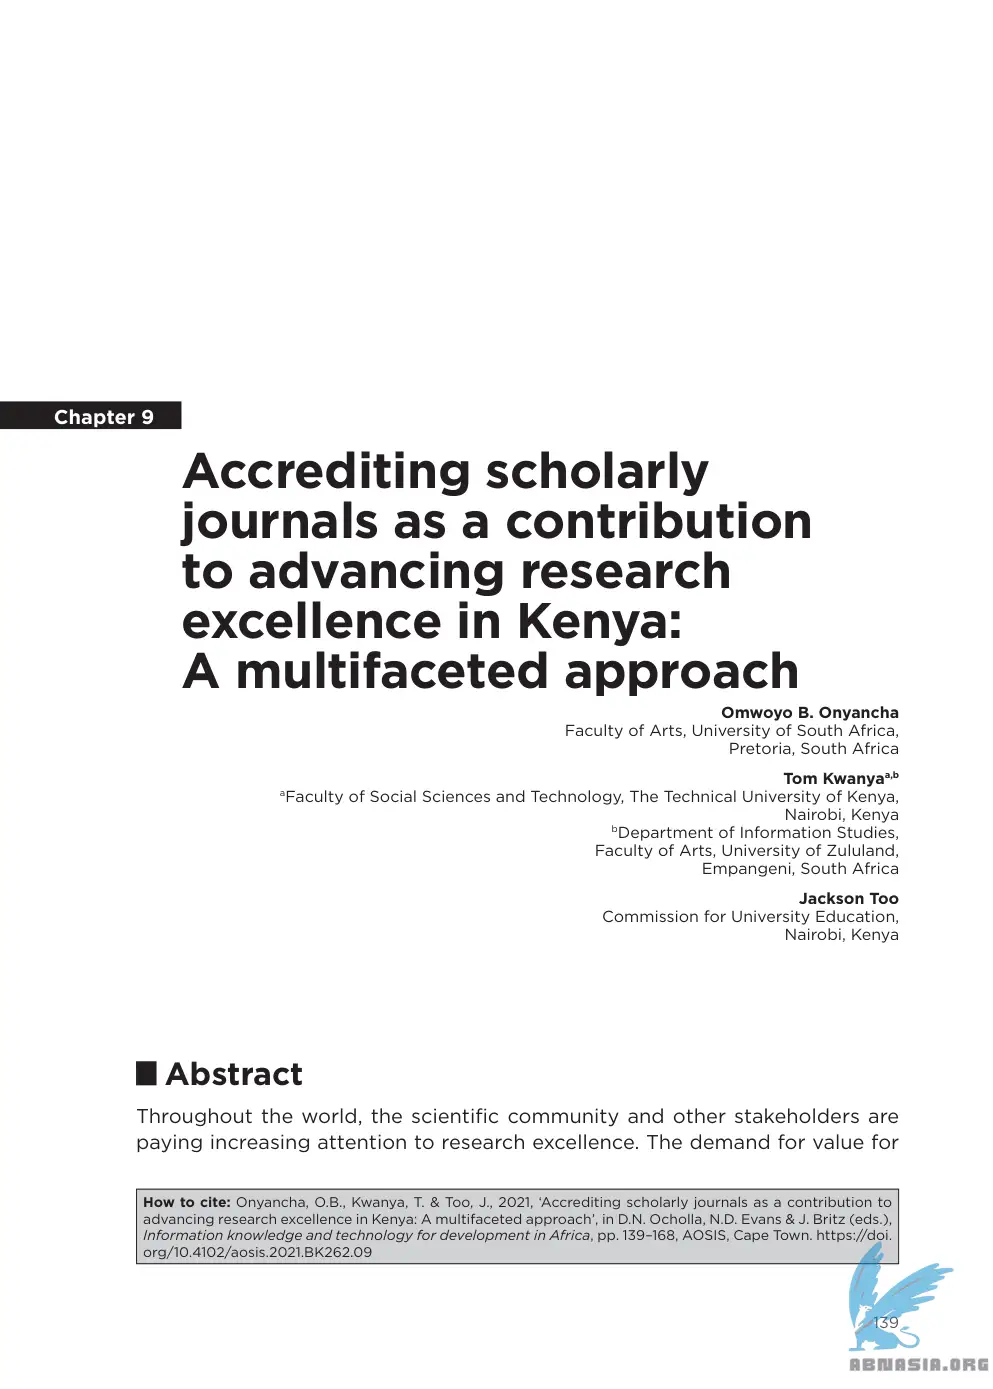 Chapter 9
Accrediting scholarly
journals as a contribution
to advancing research
excellence in Kenya:
A multifaceted approach
Omwoyo B. Onyancha
Faculty of Arts, University of South Africa,
Pretoria, South Africa
Tom Kwanyaa,b
aFaculty of Social Sciences and Technology, The Technical University of Kenya,
Nairobi, Kenya
bDepartment of Information Studies,
Faculty of Arts, University of Zululand,
Empangeni, South Africa
Jackson Too
Commission for University Education,
Nairobi, Kenya
Abstract
Throughout the world, the scientific community and other stakeholders are
paying increasing attention to research excellence. The demand for value for
How to cite: Onyancha, O.B., Kwanya, T. & Too, J., 2021, ‘Accrediting scholarly journals as a contribution to
advancing research excellence in Kenya: A multifaceted approach’, in D.N. Ocholla, N.D. Evans & J. Britz (eds.),
Information knowledge and technology for development in Africa, pp. 139–168, AOSIS, Cape Town. https://doi.
org/10.4102/aosis.2021.BK262.09
139
ABNASIA.ORG